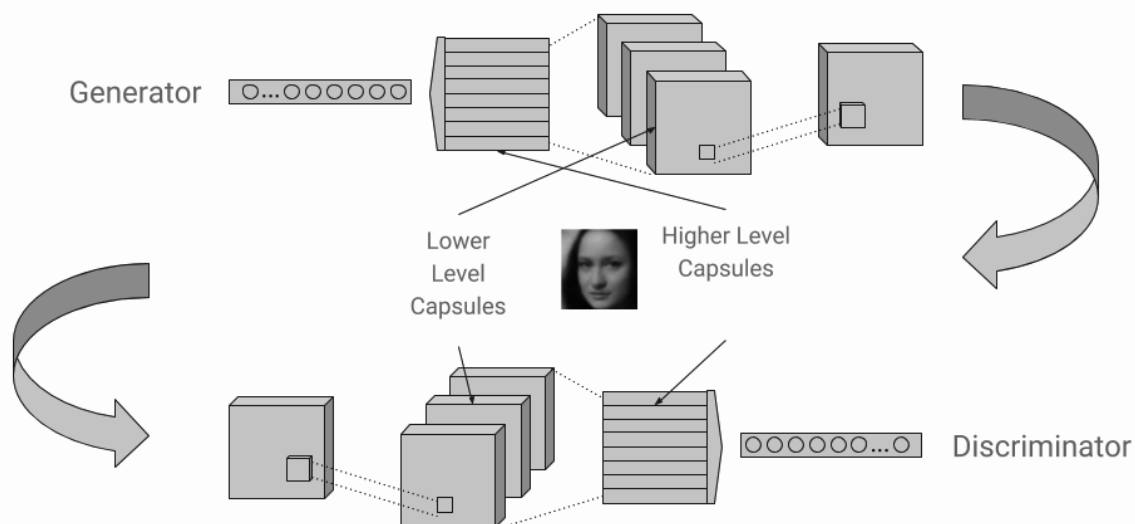 Generator
...
Lower
Level
Capsules
Higher Level
Capsules
...
Discriminator